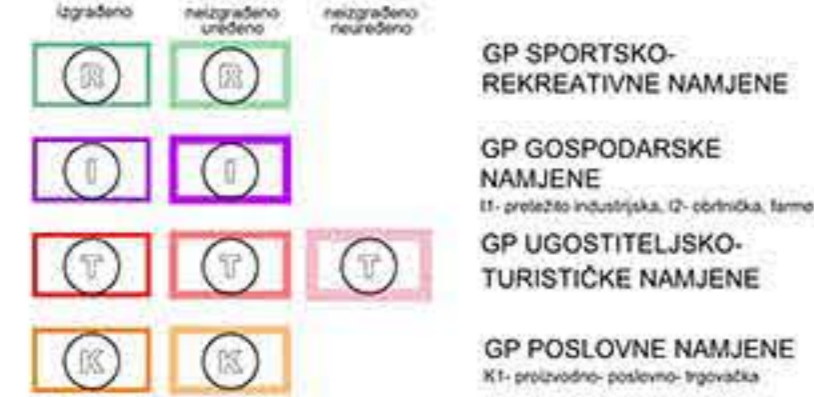 izgrađeno neizgrađeno neizgrađeno
uređeno neuređeno
R R GP SPORTSKO-
REKREATIVNE NAMJENE
I I GP GOSPODARSKE
NAMJENE
I1- pretežito industrijska, I2- obrtnička, farme
T T T GP UGOSTITELJSKO-
TURISTIČKE NAMJENE
K K GP POSLOVNE NAMJENE
K1- proizvodno- poslovno- trgovačka